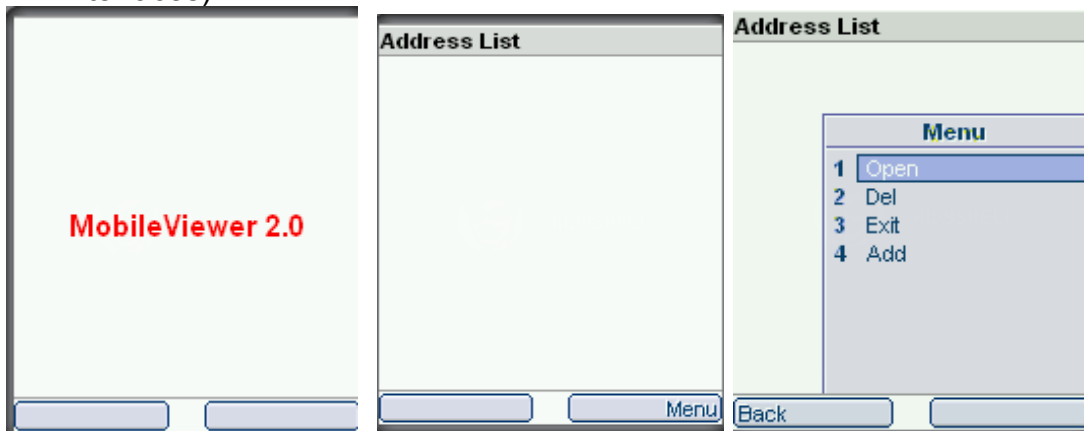 MobileViewer 2.0
Address List
Menu
Address List
Menu
1 Open
2 Del
3 Exit
4 Add
Back